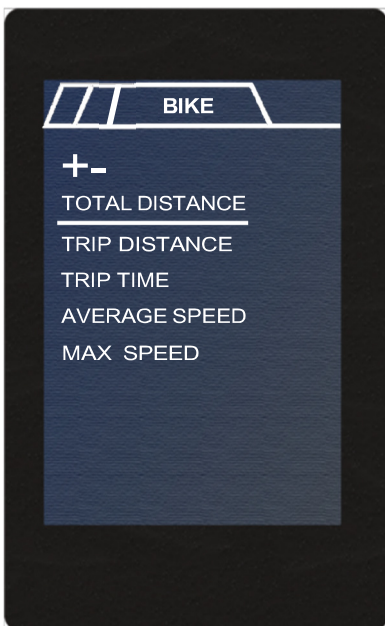 BIKE
+-
TOTAL DISTANCE
TRIP DISTANCE
TRIP TIME
AVERAGE SPEED
MAX SPEED